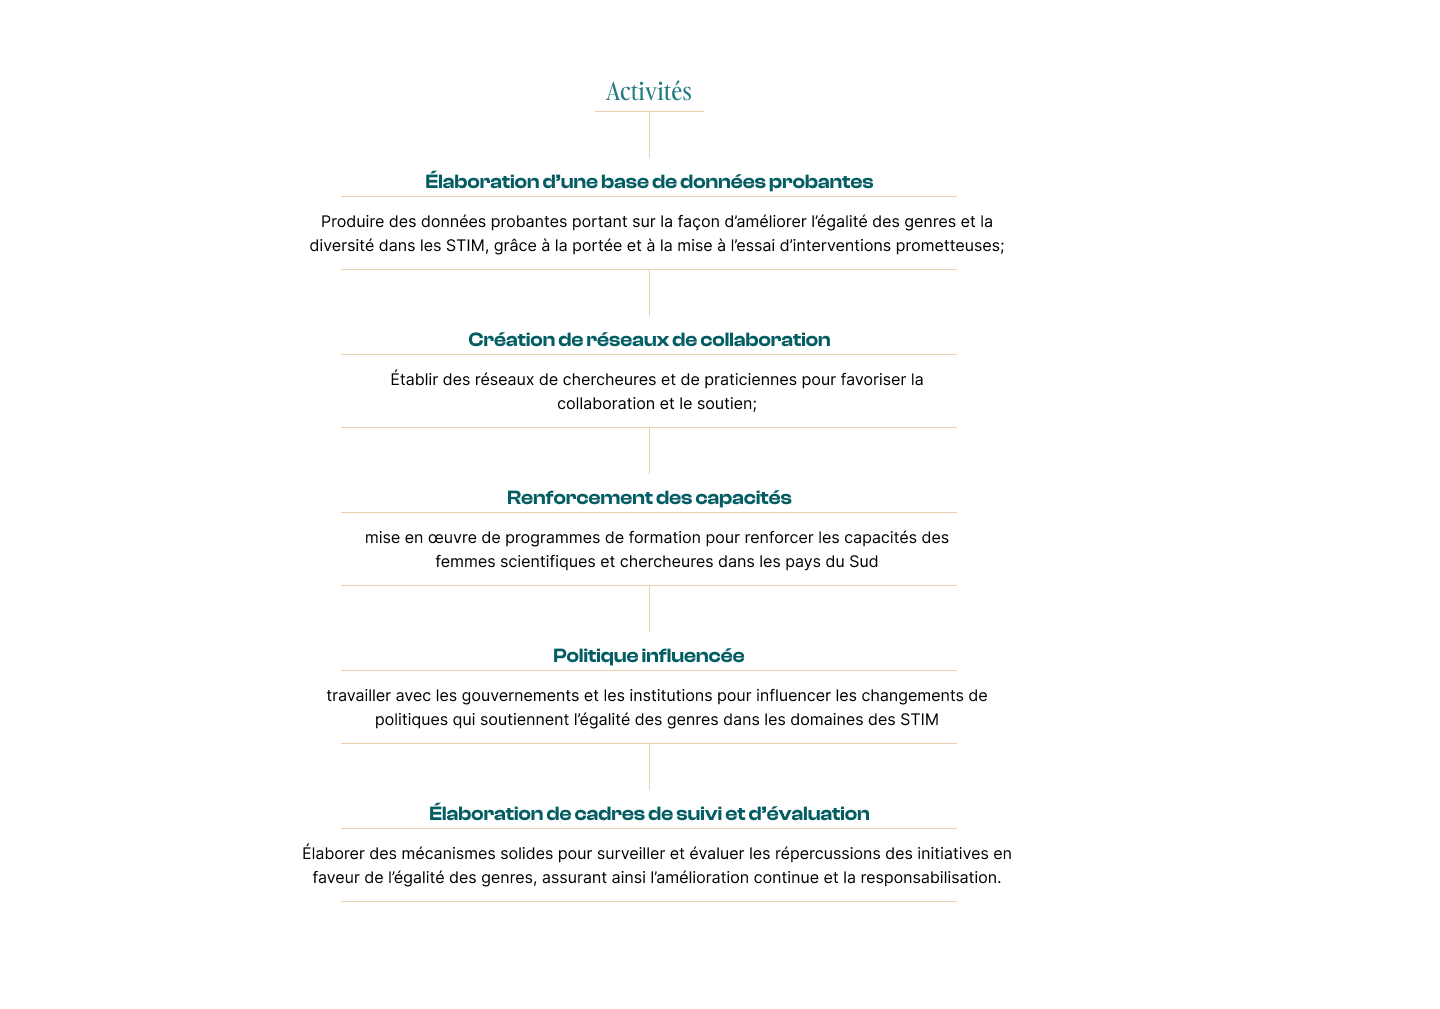 Activités
Élaboration d’une base de données probantes
Produire des données probantes portant sur la façon d’améliorer l’égalité des genres et la
diversité dans les STIM, grâce à la portée et à la mise à l’essai d’interventions prometteuses;
Création de réseaux de collaboration
Établir des réseaux de chercheures et de praticiennes pour favoriser la
collaboration et le soutien;
Renforcement des capacités
mise en œuvre de programmes de formation pour renforcer les capacités des
femmes scientifiques et chercheures dans les pays du Sud
Politique influencée
travailler avec les gouvernements et les institutions pour influencer les changements de
politiques qui soutiennent l’égalité des genres dans les domaines des STIM
Élaboration de cadres de suivi et d’évaluation
Élaborer des mécanismes solides pour surveiller et évaluer les répercussions des initiatives en
faveur de l’égalité des genres, assurant ainsi l’amélioration continue et la responsabilisation.